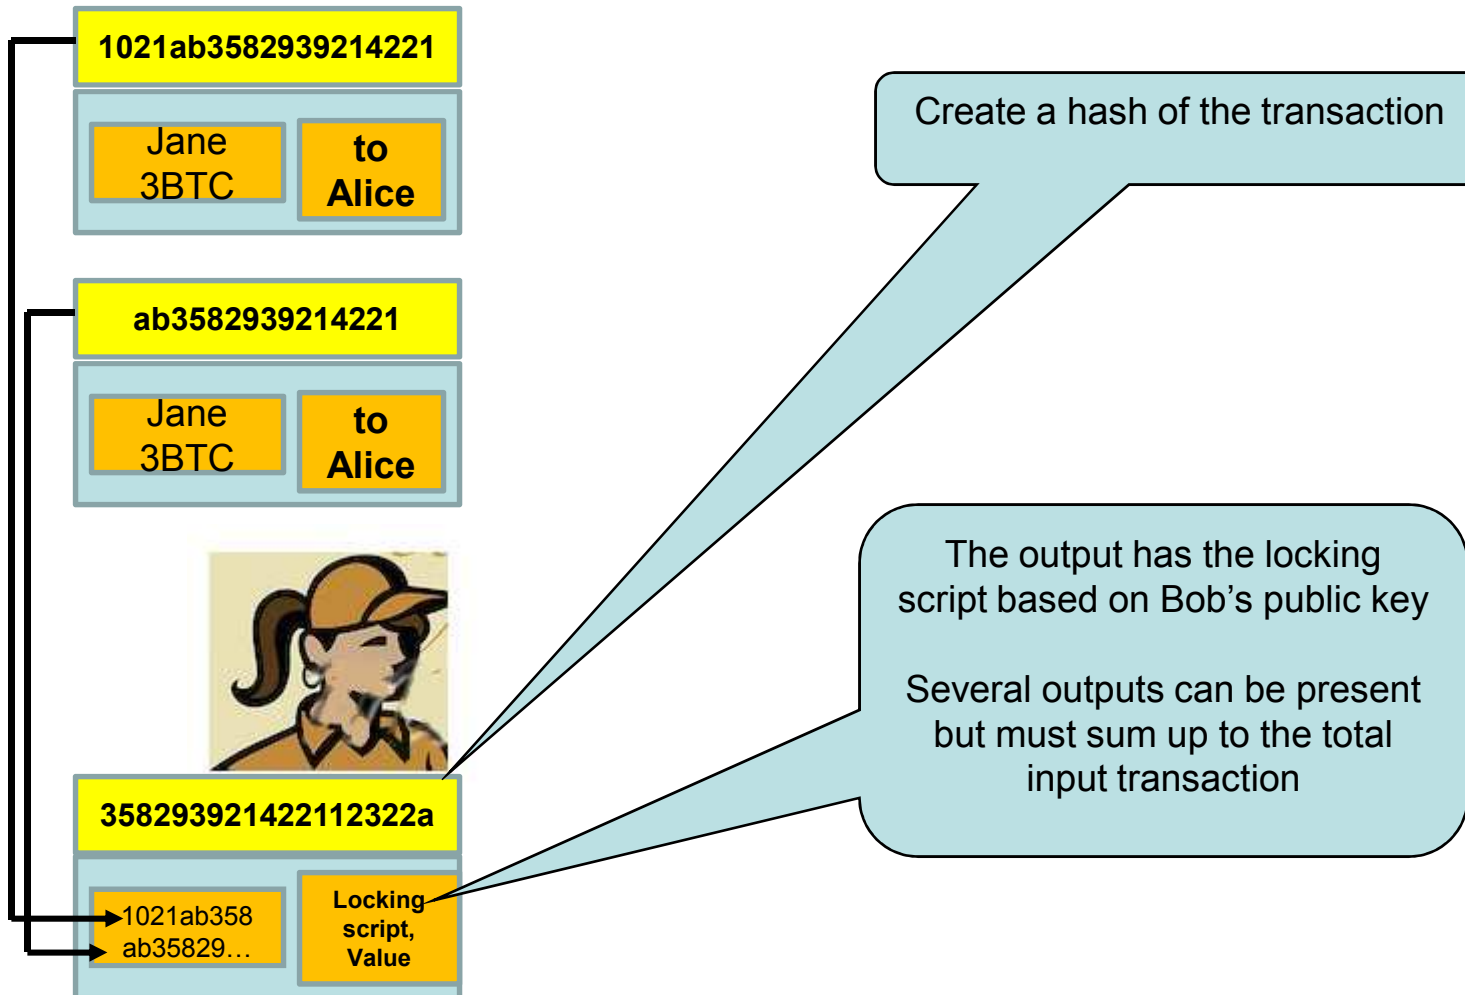 1021ab3582939214221
Jane
3BTC
to
Alice
ab3582939214221
Jane
3BTC
to
Alice
358293921422112322a
1021ab358
ab35829…
Locking
script,
Value
Create a hash of the transaction
The output has the locking
script based on Bob’s public key
Several outputs can be present
but must sum up to the total
input transaction